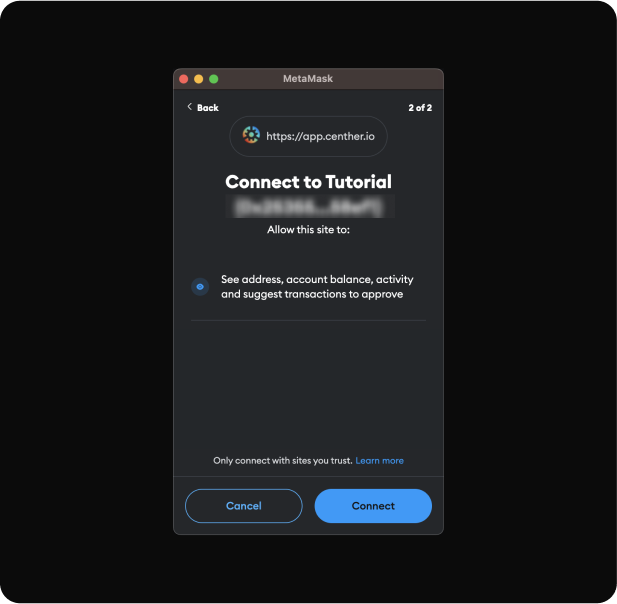 MetaMask
Back
2 of 2
https://app.centher.io
Connect to Tutorial
Allow this site to:
See address, account balance, activity
and suggest transactions to approve
Only connect with sites you trust. Learn more
Cancel
Connect